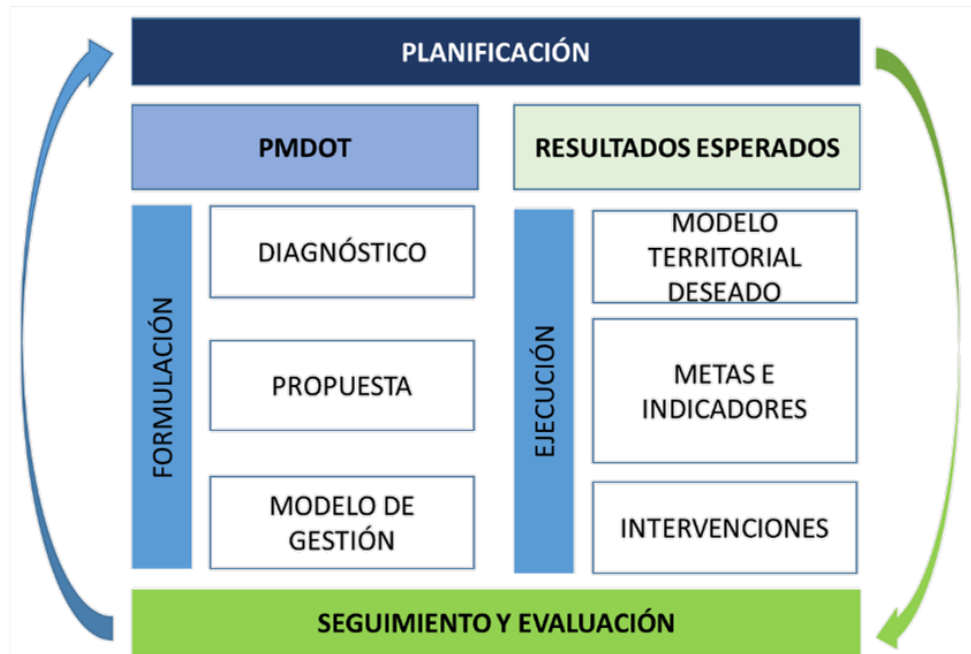 PLANIFICACIÓN
PMDOT
RESULTADOS ESPERADOS
FORMULACIÓN
DIAGNÓSTICO
PROPUESTA
MODELO DE
GESTIÓN
EJECUCIÓN
MODELO
TERRITORIAL
DESEADO
METAS E
INDICADORES
INTERVENCIONES
SEGUIMIENTO Y EVALUACIÓN